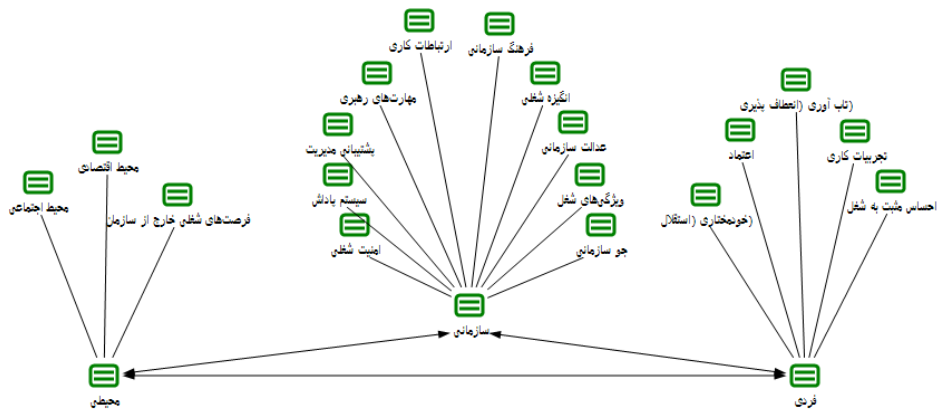 فرهنگ سازمانی
ارتباطات کاری
انگیزه شغلی
مهارت‌های رهبری
(تاب آوری (انعطاف پذیری
عدالت سازمانی
پشتیبانی مدیریت
تجربیات کاری
اعتماد
محیط اقتصادی
ویژگی‌های شغل
سیستم پاداش
احساس مثبت به شغل
محیط اجتماعی
فرصت‌های شغلی خارج از سازمان
(خودمختاری (استقلال
جو سازمانی
امنیت شغلی
سازمانی
فردی
محیطی